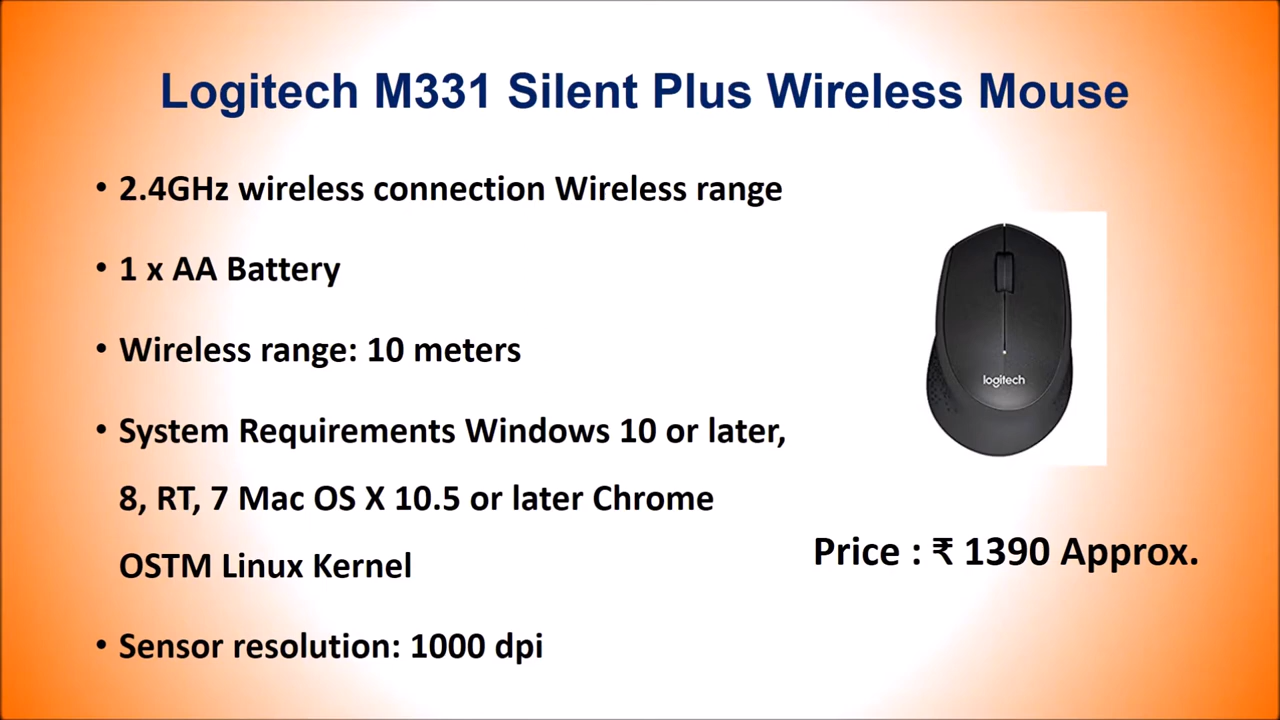 Logitech M331 Silent Plus Wireless Mouse
• 2.4GHz wireless connection Wireless range
• 1 x AA Battery
• Wireless range: 10 meters
• System Requirements Windows 10 or later,
8, RT, 7 Mac OS X 10.5 or later Chrome
OSTM Linux Kernel
• Sensor resolution: 1000 dpi
logitech
Price : ₹ 1390 Approx.